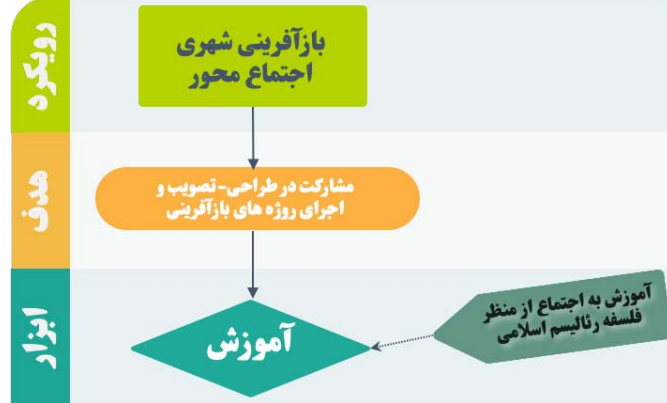 رویکرد
بازآفرینی شهری
اجتماع محور
هدف
مشارکت در طراحی-تصویب و
اجرای روژه های بازآفرینی
ابزار
آموزش
آموزش به اجتماع از منظر
فلسفه رئالیسم اسلامی